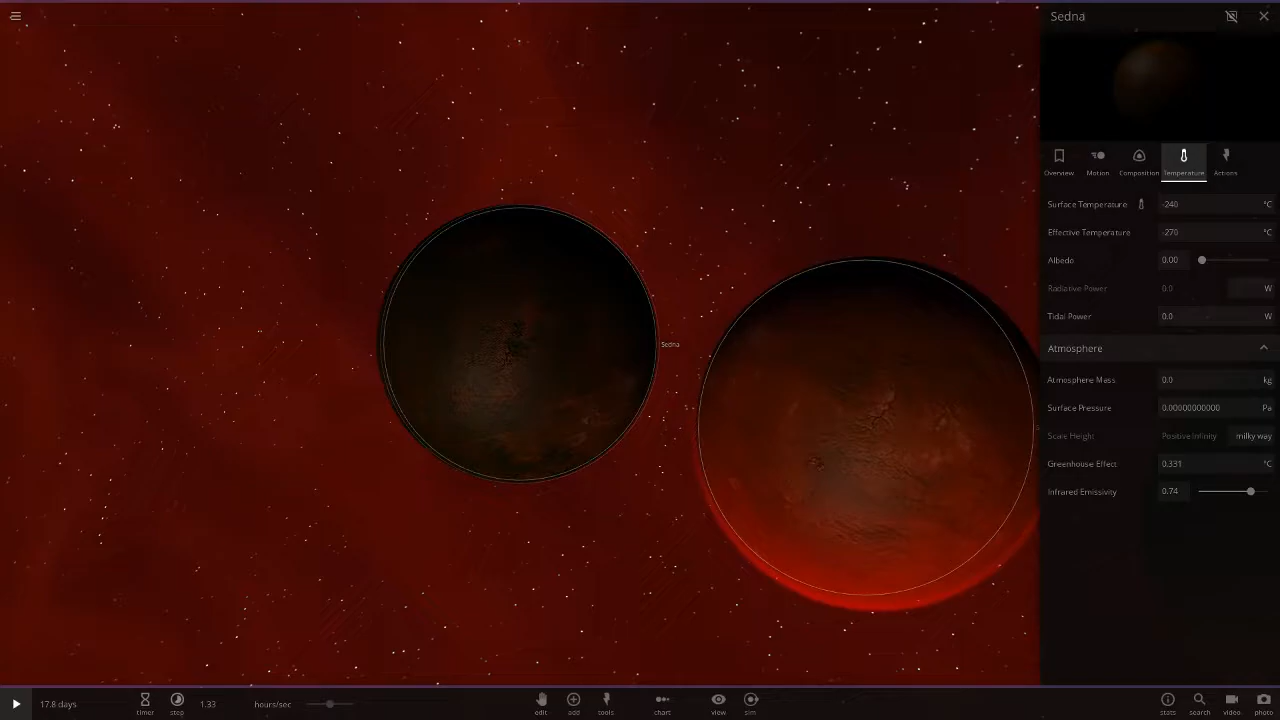 Sedna
Overview Motion Composition Temperature Actions
Surface Temperature -240 °C
Effective Temperature -270 °C
Albedo 0.00
Radiative Power 0.0 W
Tidal Power 0.0 W
Atmosphere
Atmosphere Mass 0.0 kg
Surface Pressure 0.00000000000 Pa
Scale Height Positive Infinity milky way
Greenhouse Effect 0.331 °C
Infrared Emissivity 0.74
Sedna
17.8 days timer step 1.33 hours/sec edit add tools chart view sim stats search video photo